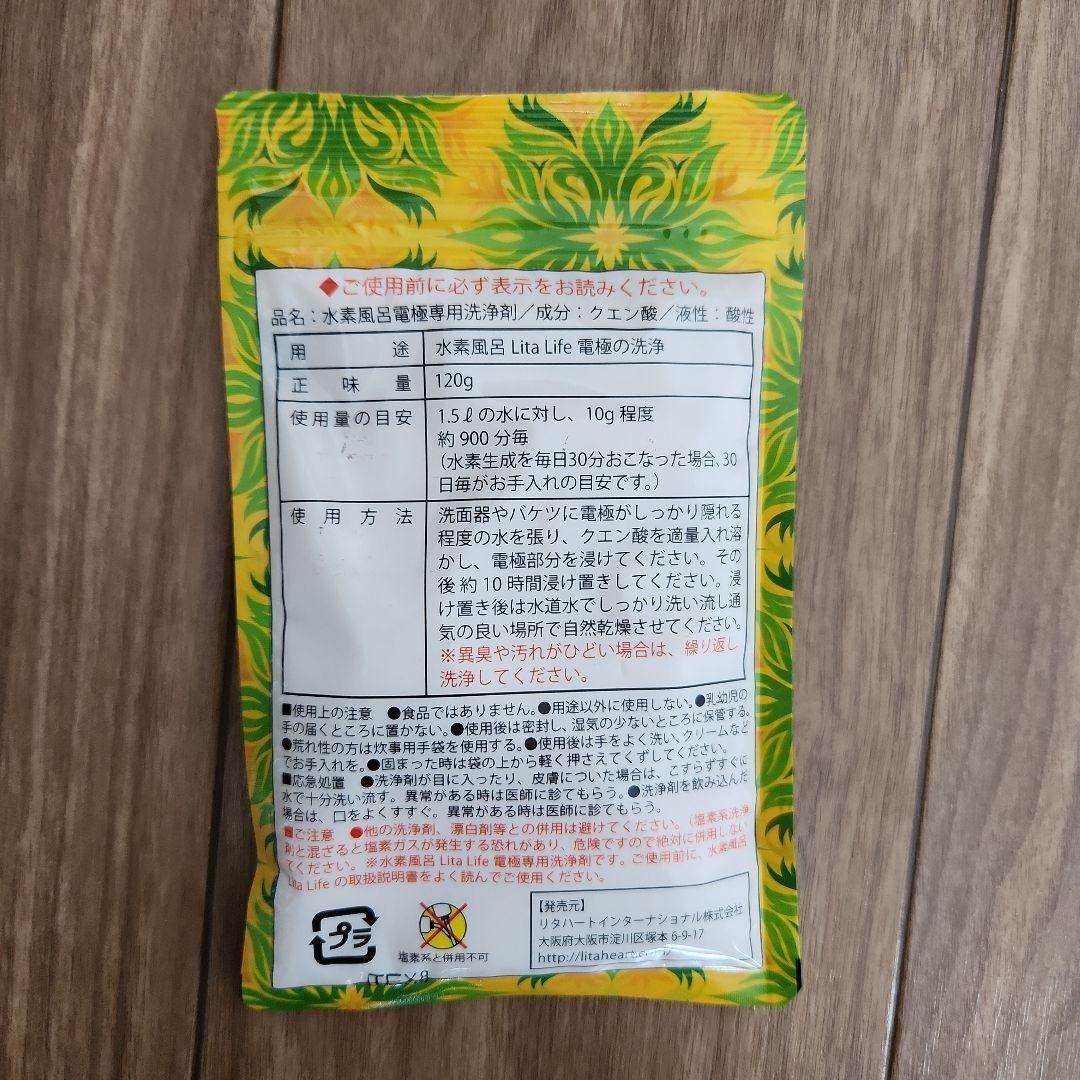 ◆ご使用前に必ず表示をお読みください。
品名：水素風呂電極専用洗浄剤／成分：クエン酸／液性：酸性
用途 水素風呂 Lita Life 電極の洗浄
正味量 120g
使用量の目安 1.5ℓの水に対し、10g 程度
約 900 分毎
（水素生成を毎日30分おこなった場合、30
日毎がお手入れの目安です。）
使用方法 洗面器やバケツに電極がしっかり隠れる
程度の水を張り、クエン酸を適量入れ溶
かし、電極部分を浸けてください。その
後 約 10 時間浸け置きしてください。浸
け置き後は水道水でしっかり洗い流し通
気の良い場所で自然乾燥させてください。
※異臭や汚れがひどい場合は、繰り返し
洗浄してください。
■使用上の注意 ●食品ではありません。●用途以外に使用しない。●乳幼児の
手の届くところに置かない。●使用後は密封し、湿気の少ないところに保管する。
●荒れ性の方は炊事用手袋を使用する。●使用後は手をよく洗い、クリームなど
でお手入れを。●固まった時は袋の上から軽く押さえてくずしてください。
■応急処置 ●洗浄剤が目に入ったり、皮膚についた場合は、こすらずすぐに
水で十分洗い流す。異常がある時は医師に診てもらう。●洗浄剤を飲み込んだ
場合は、口をよくすすぐ。異常がある時は医師に診てもらう。
■ご注意 ●他の洗浄剤、漂白剤等との併用は避けてください。（塩素系洗浄
剤と混ざると塩素ガスが発生する恐れがあり、危険ですので絶対に併用しない
でください。※水素風呂 Lita Life 電極専用洗浄剤です。ご使用前に、水素風呂
Lita Life の取扱説明書をよく読んでご使用ください。
プラ
塩素系と併用不可
【発売元】
リタハートインターナショナル株式会社
大阪府大阪市淀川区塚本 6-9-17
http://litaheart.com/